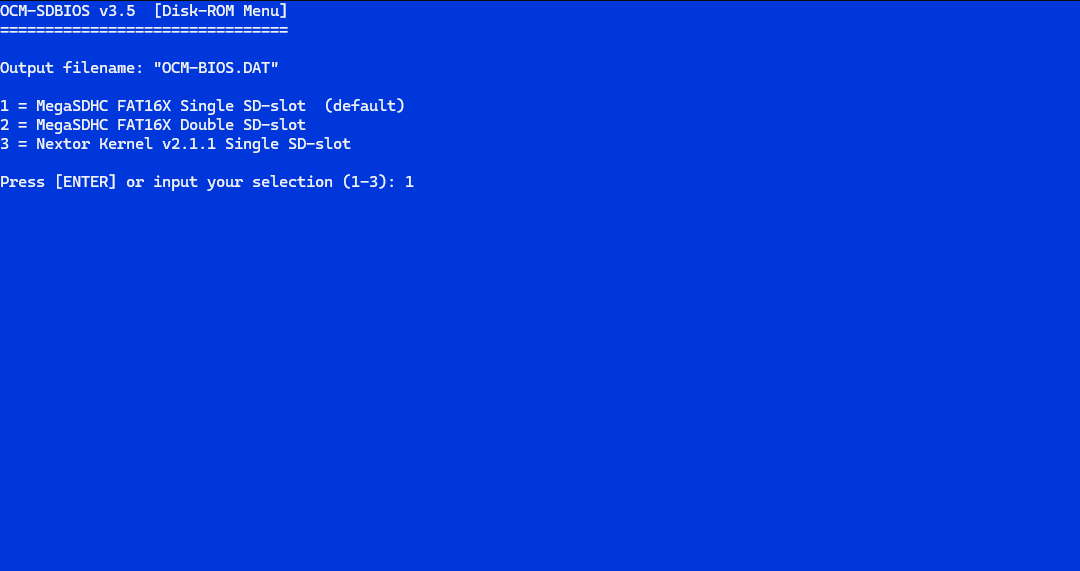 OCM-SDBIOS v3.5  [Disk-ROM Menu]
================================
Output filename: "OCM-BIOS.DAT"
1 = MegaSDHC FAT16X Single SD-slot  (default)
2 = MegaSDHC FAT16X Double SD-slot
3 = Nextor Kernel v2.1.1 Single SD-slot
Press [ENTER] or input your selection (1-3): 1